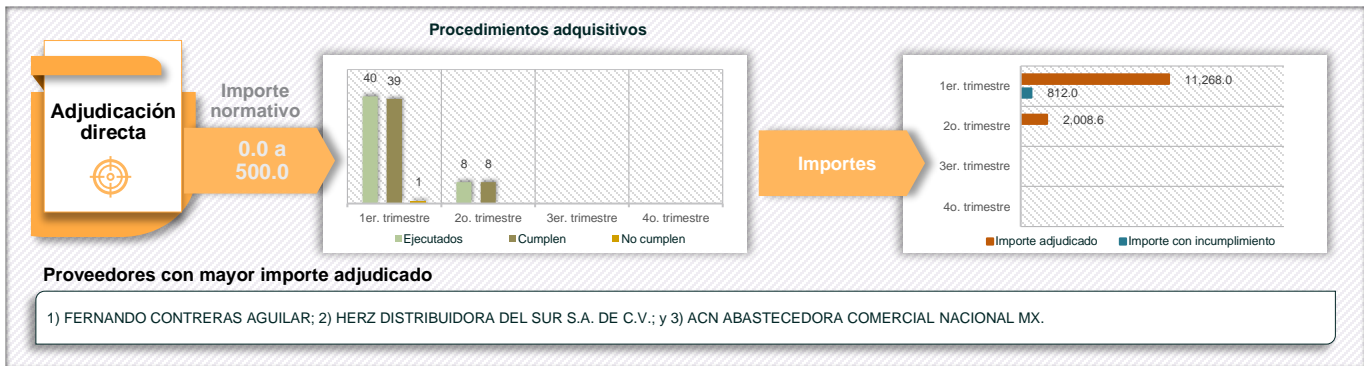 Procedimientos adquisitivos
Adjudicación
directa
Importe
normativo
0.0 a
500.0
40
39
1
8
8
1er. trimestre
2o. trimestre
3er. trimestre
4o. trimestre
Ejecutados
Cumplen
No cumplen
Importes
1er. trimestre
11,268.0
812.0
2o. trimestre
2,008.6
3er. trimestre
4o. trimestre
Importe adjudicado
Importe con incumplimiento
Proveedores con mayor importe adjudicado
1) FERNANDO CONTRERAS AGUILAR; 2) HERZ DISTRIBUIDORA DEL SUR S.A. DE C.V.; y 3) ACN ABASTECEDORA COMERCIAL NACIONAL MX.